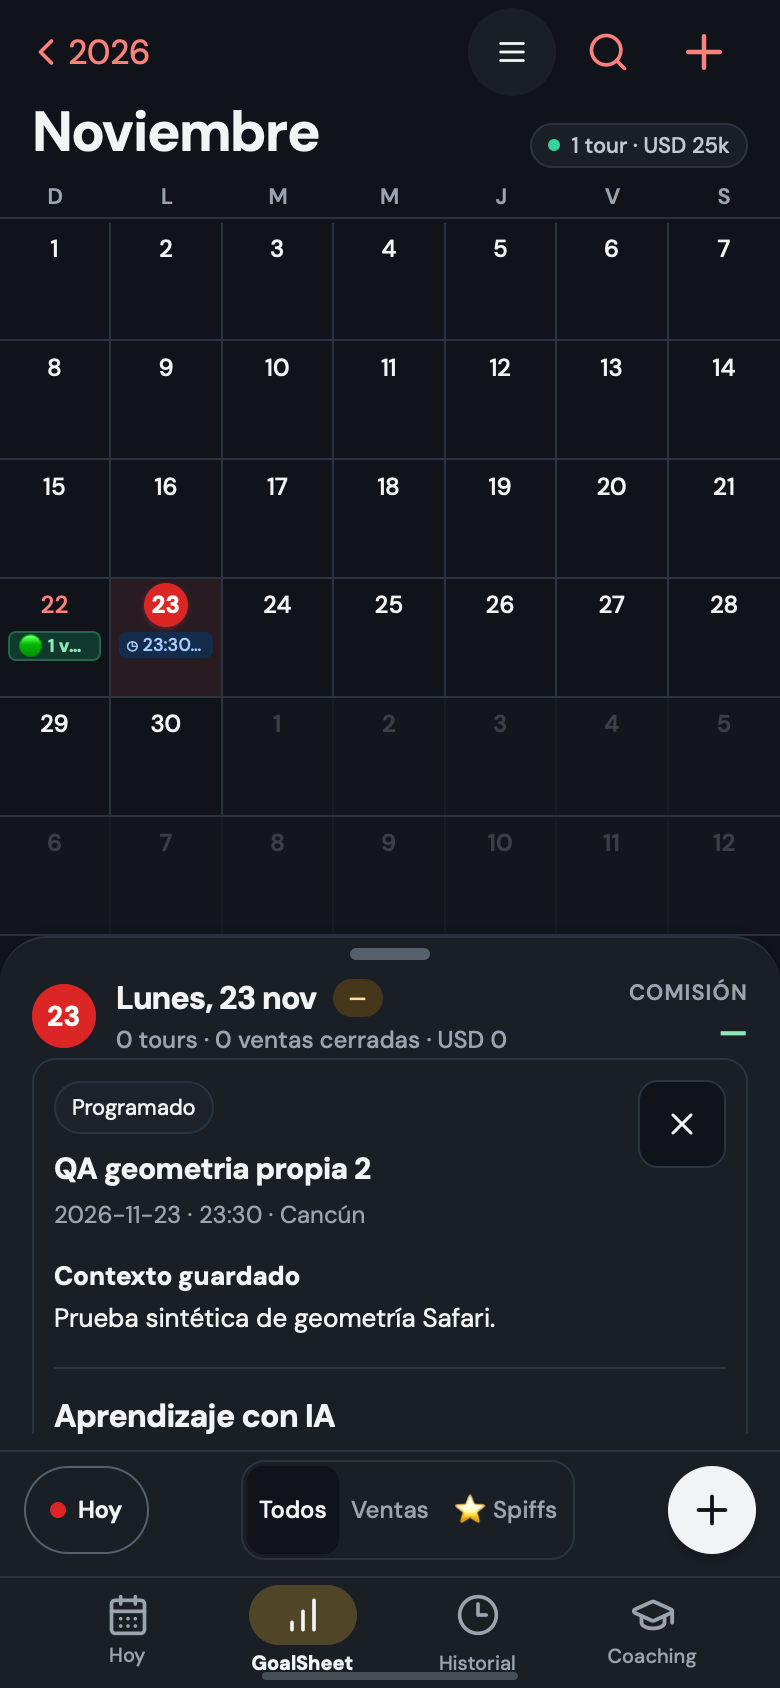 2026
Noviembre
1 tour · USD 25k
D L M M J V S
1 2 3 4 5 6 7
8 9 10 11 12 13 14
15 16 17 18 19 20 21
22 23 24 25 26 27 28
1 v... 23:30...
29 30 1 2 3 4 5
6 7 8 9 10 11 12
23 Lunes, 23 nov – COMISIÓN
0 tours · 0 ventas cerradas · USD 0 —
Programado
QA geometria propia 2
2026-11-23 · 23:30 · Cancún
Contexto guardado
Prueba sintética de geometría Safari.
Aprendizaje con IA
Hoy Todos Ventas ⭐ Spiffs
Hoy GoalSheet Historial Coaching